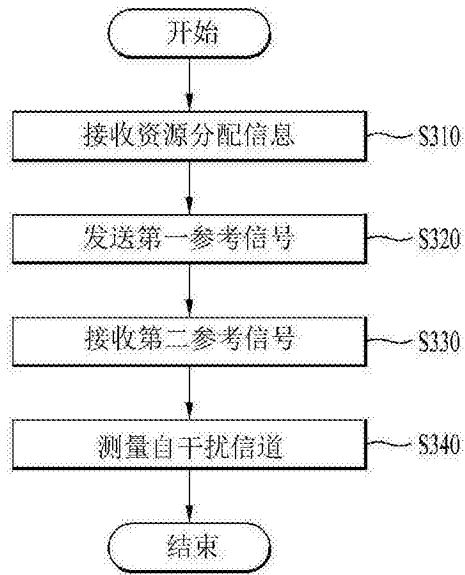 开始
接收资源分配信息
S310
发送第一参考信号
S320
接收第二参考信号
S330
测量自干扰信道
S340
结束